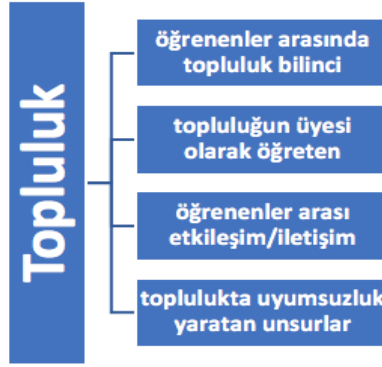 Topluluk
öğrenenler arasında
topluluk bilinci
topluluğun üyesi
olarak öğreten
öğrenenler arası
etkileşim/iletişim
toplulukta uyumsuzluk
yaratan unsurlar